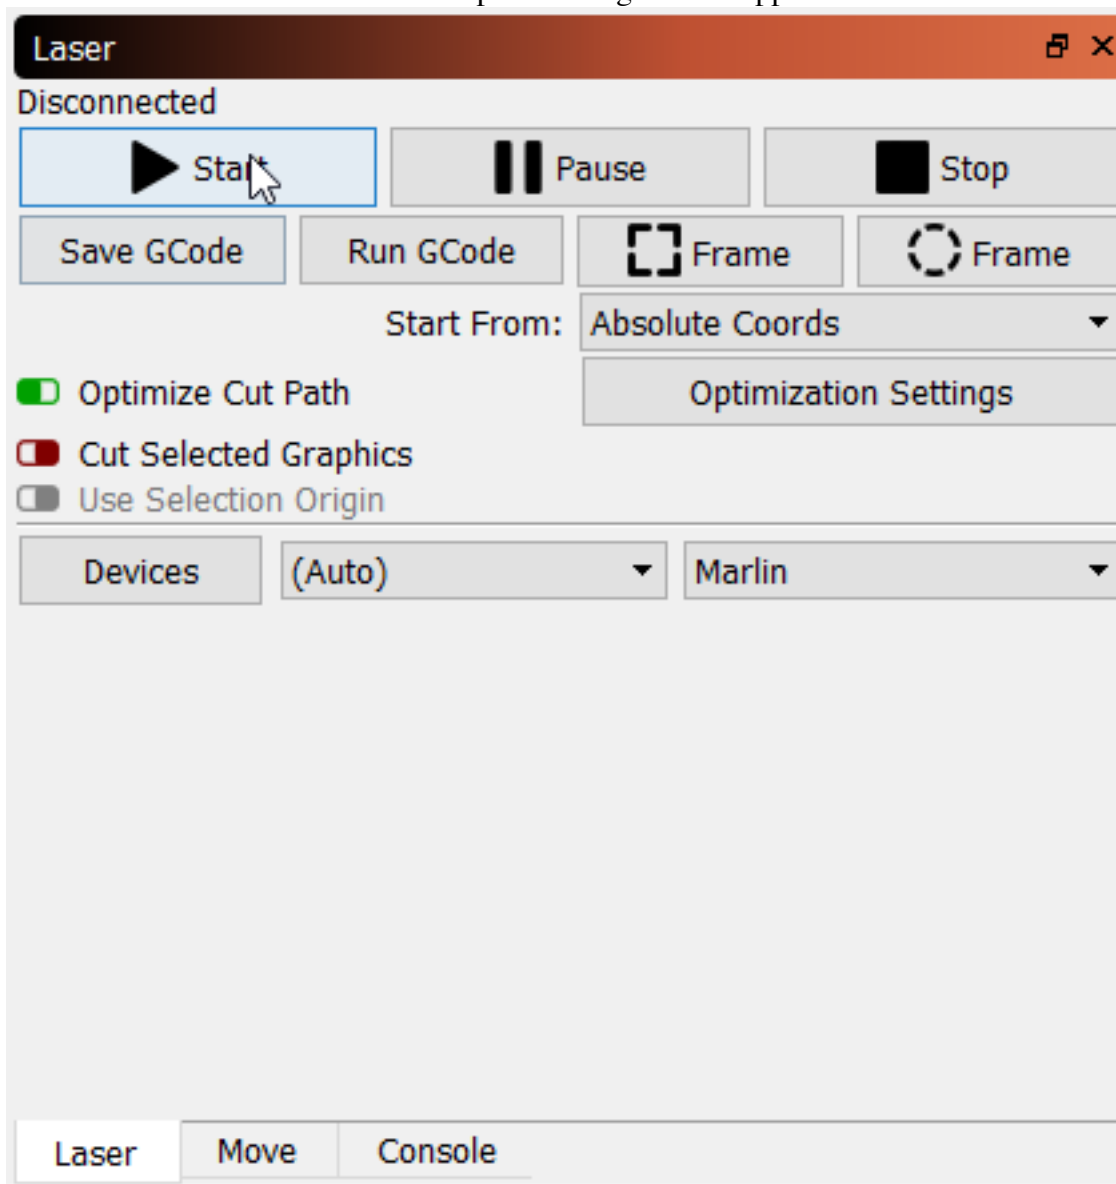 Laser
Disconnected
Start Pause Stop
Save GCode Run GCode Frame Frame
Start From: Absolute Coords
Optimize Cut Path Optimization Settings
Cut Selected Graphics
Use Selection Origin
Devices (Auto) Marlin
Laser Move Console